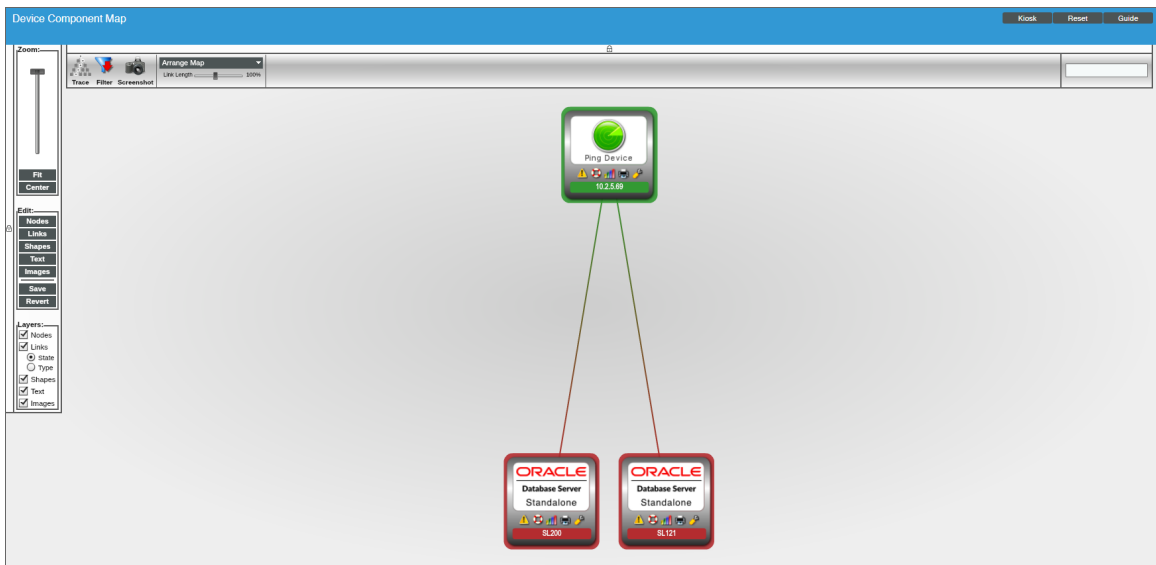 Device Component Map
Kiosk
Reset
Guide
Zoom:
Fit
Center
Edit:
Nodes
Links
Shapes
Text
Images
Save
Revert
Layers:
Nodes
Links
State
Type
Shapes
Text
Images
Trace
Filter
Screenshot
Arrange Map
Link Length
100%
Ping Device
10.2.5.69
ORACLE
Database Server
Standalone
SL200
ORACLE
Database Server
Standalone
SL121